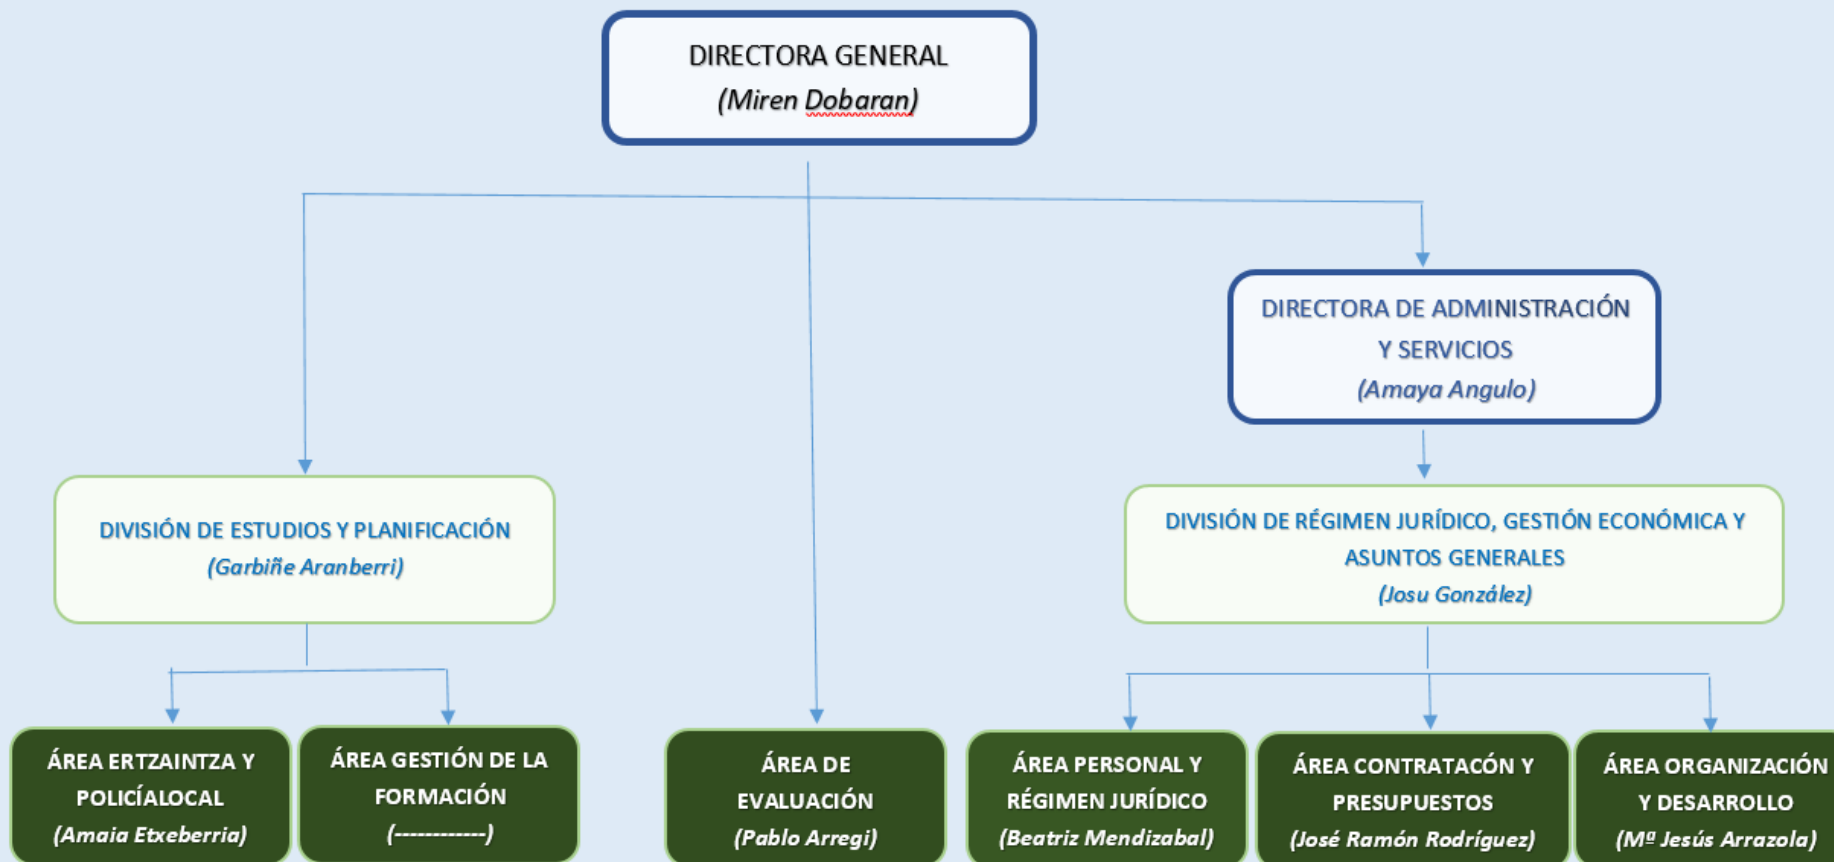 DIRECTORA GENERAL
(Miren Dobaran)
DIRECTORA DE ADMINISTRACIÓN
Y SERVICIOS
(Amaya Angulo)
DIVISIÓN DE ESTUDIOS Y PLANIFICACIÓN
(Garbiñe Aranberri)
DIVISIÓN DE RÉGIMEN JURÍDICO, GESTIÓN ECONÓMICA Y
ASUNTOS GENERALES
(Josu González)
ÁREA ERTZAINTZA Y
POLICÍALOCAL
(Amaia Etxeberria)
ÁREA GESTIÓN DE LA
FORMACIÓN
(------------)
ÁREA DE
EVALUACIÓN
(Pablo Arregi)
ÁREA PERSONAL Y
RÉGIMEN JURÍDICO
(Beatriz Mendizabal)
ÁREA CONTRATACÓN Y
PRESUPUESTOS
(José Ramón Rodríguez)
ÁREA ORGANIZACIÓN
Y DESARROLLO
(Mª Jesús Arrazola)